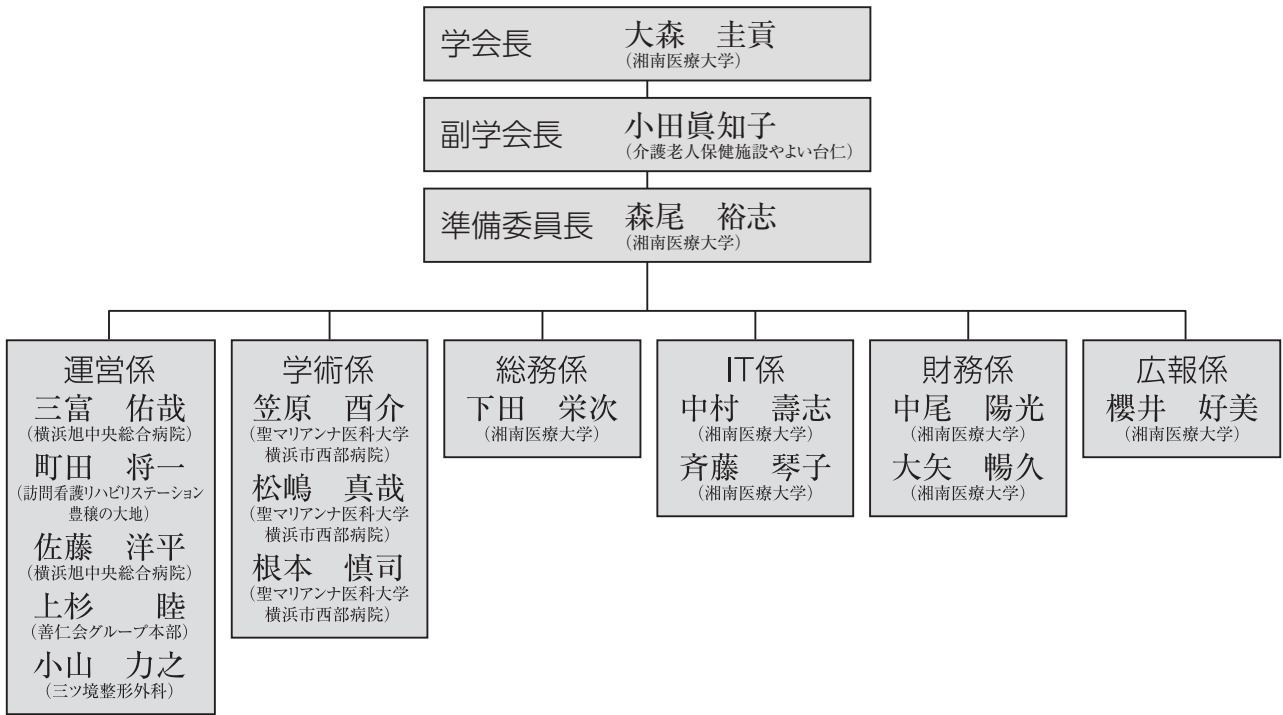 学会長　大森　圭貢
（湘南医療大学）
副学会長　小田眞知子
（介護老人保健施設やよい台仁）
準備委員長　森尾　裕志
（湘南医療大学）
運営係
三富　佑哉
（横浜旭中央総合病院）
町田　将一
（訪問看護リハビリステーション
豊穣の大地）
佐藤　洋平
（横浜旭中央総合病院）
上杉　　睦
（善仁会グループ本部）
小山　力之
（三ツ境整形外科）
学術係
笠原　酉介
（聖マリアンナ医科大学
横浜市西部病院）
松嶋　真哉
（聖マリアンナ医科大学
横浜市西部病院）
根本　慎司
（聖マリアンナ医科大学
横浜市西部病院）
総務係
下田　栄次
（湘南医療大学）
IT係
中村　壽志
（湘南医療大学）
斉藤　琴子
（湘南医療大学）
財務係
中尾　陽光
（湘南医療大学）
大矢　暢久
（湘南医療大学）
広報係
櫻井　好美
（湘南医療大学）